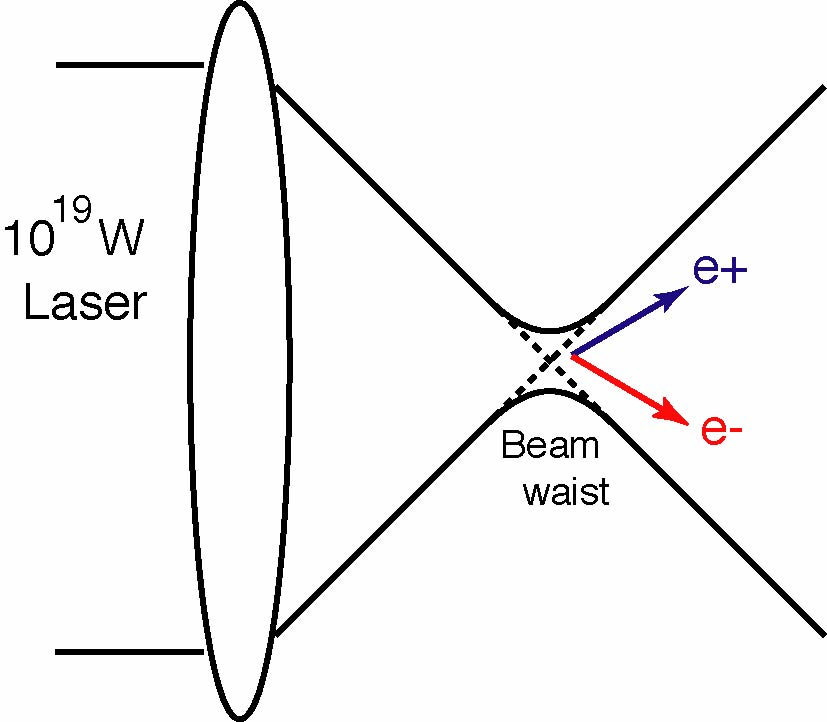 10^19 W
Laser
e+
e-
Beam
waist